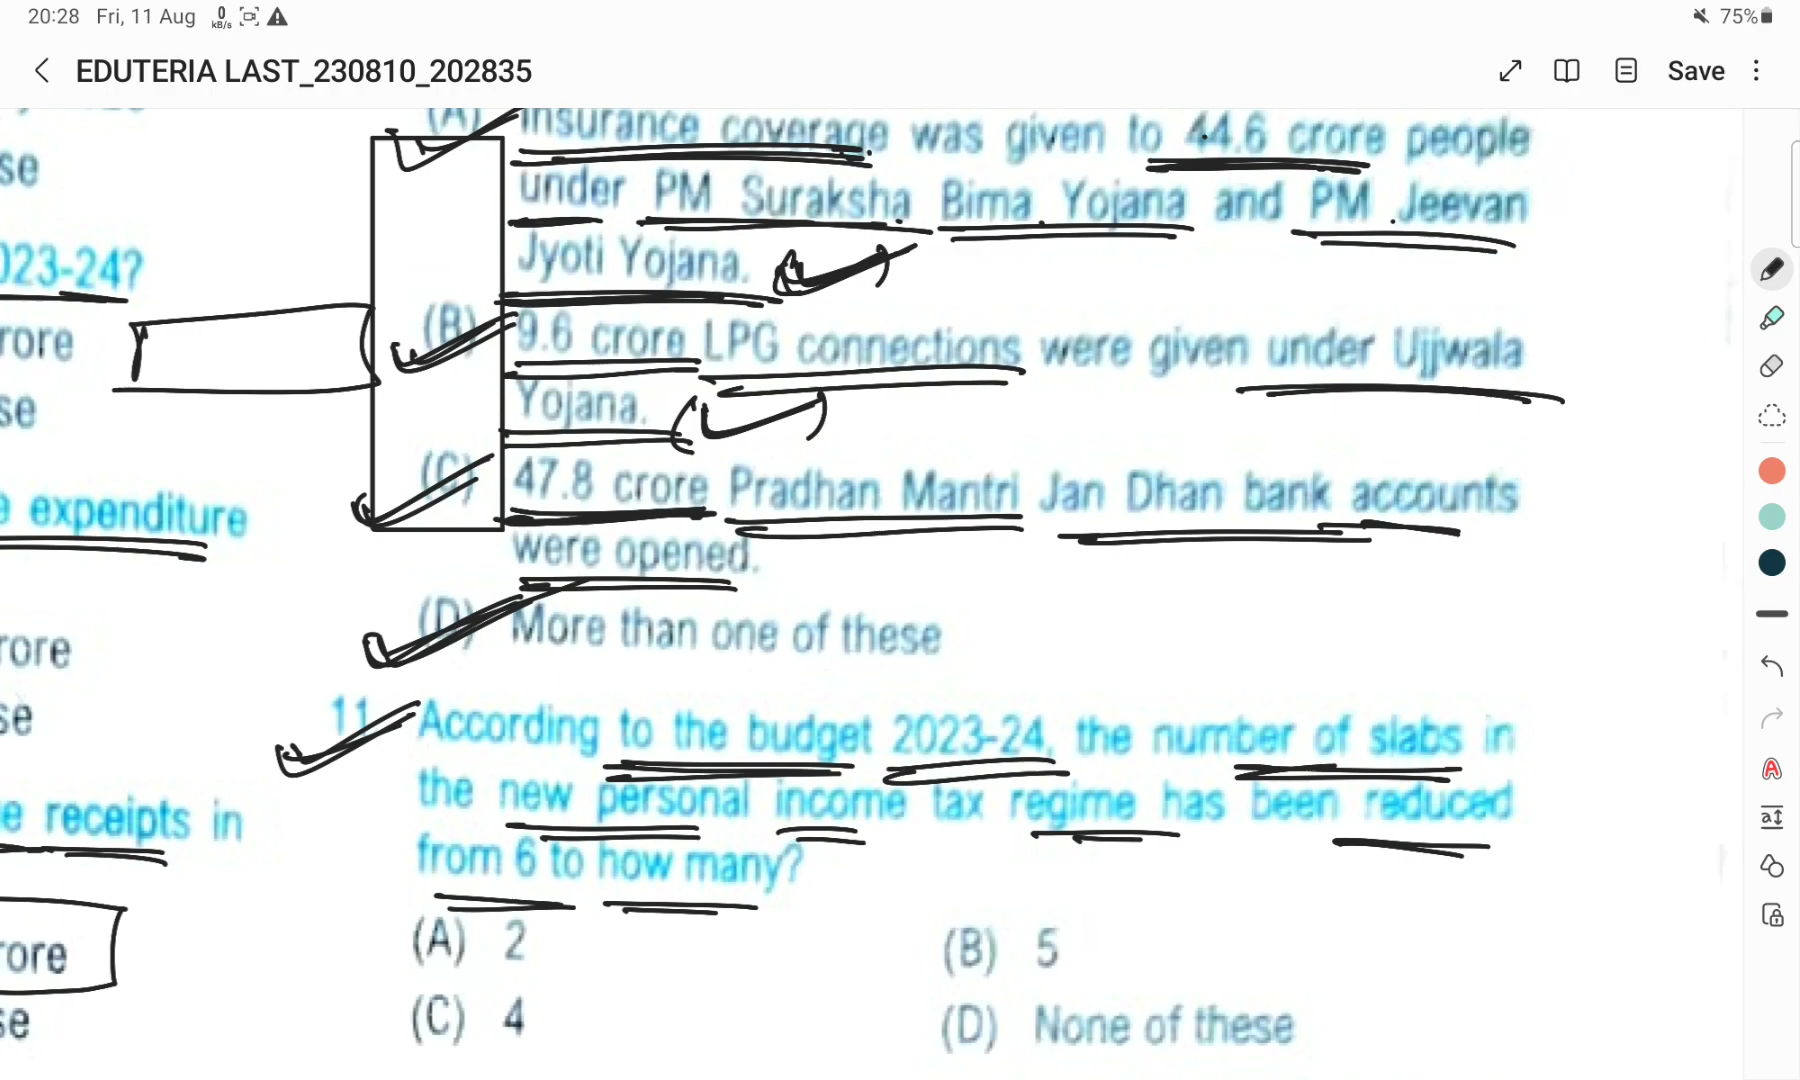 20:28 Fri, 11 Aug 0 kB/s 75%
EDUTERIA LAST_230810_202835 Save
(A) Insurance coverage was given to 44.6 crore people
se
under PM Suraksha Bima Yojana and PM Jeevan
023-24?
Jyoti Yojana.
rore
(B) 9.6 crore LPG connections were given under Ujjwala
se
Yojana.
(C) 47.8 crore Pradhan Mantri Jan Dhan bank accounts
e expenditure
were opened.
rore
(D) More than one of these
se
11. According to the budget 2023-24, the number of slabs in
e receipts in
the new personal income tax regime has been reduced
from 6 to how many?
rore
(A) 2 (B) 5
se
(C) 4 (D) None of these